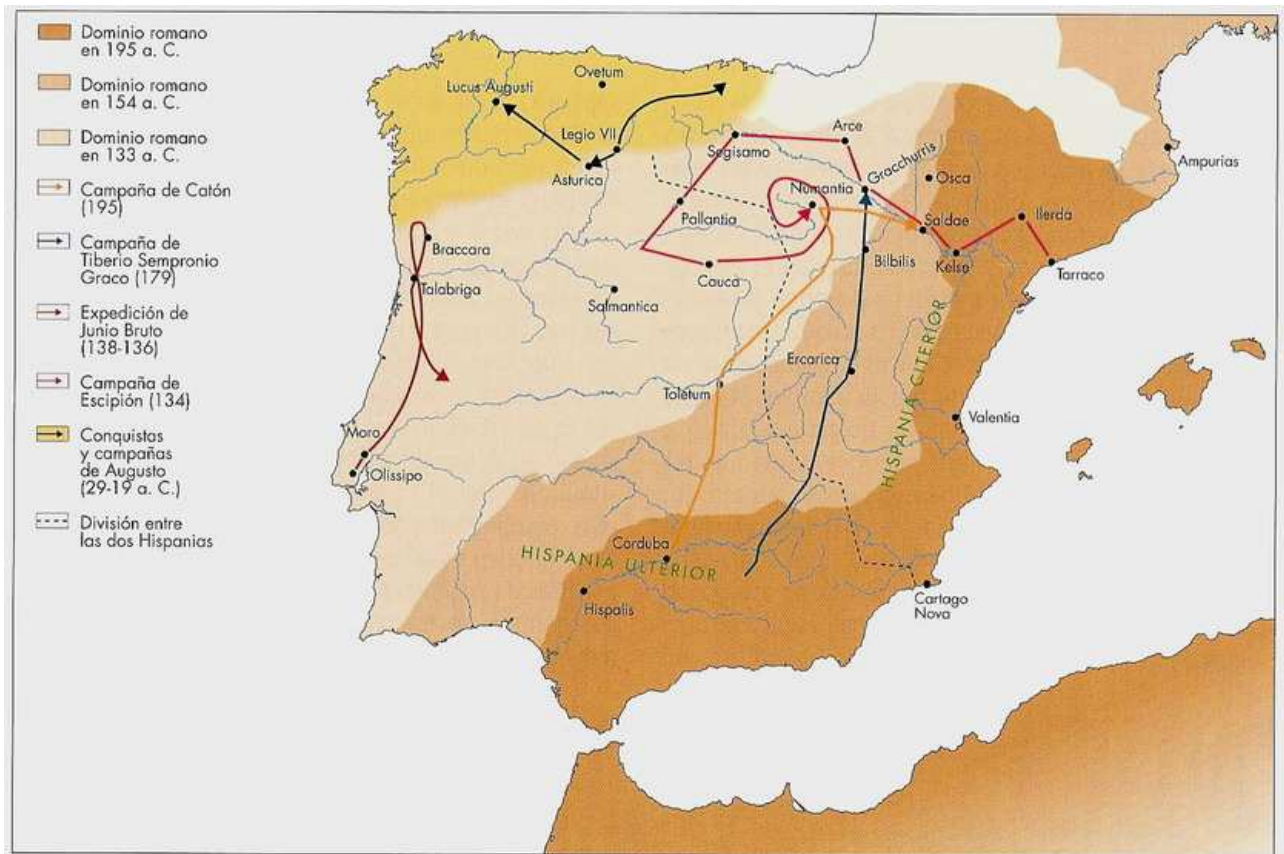 Dominio romano
en 195 a. C.
Dominio romano
en 154 a. C.
Dominio romano
en 133 a. C.
Campaña de Catón
(195)
Campaña de
Tiberio Sempronio
Graco (179)
Expedición de
Junio Bruto
(138-136)
Campaña de
Escipión (134)
Conquistas
y campañas
de Augusto
(29-19 a. C.)
División entre
las dos Hispanias
Ovetum
Lucus Augusti
Legio VII
Asturica
Segisamo
Arce
Gracchurris
Ampurias
Numantia
Osca
Pallantia
Saldae
Ilerda
Braccara
Bilbilis
Kelse
Tarraco
Talabriga
Cauca
Salmantica
Ercarica
Toletum
HISPANIA CITERIOR
Valentia
Moro
Olissipo
Corduba
HISPANIA ULTERIOR
Hispalis
Cartago
Nova